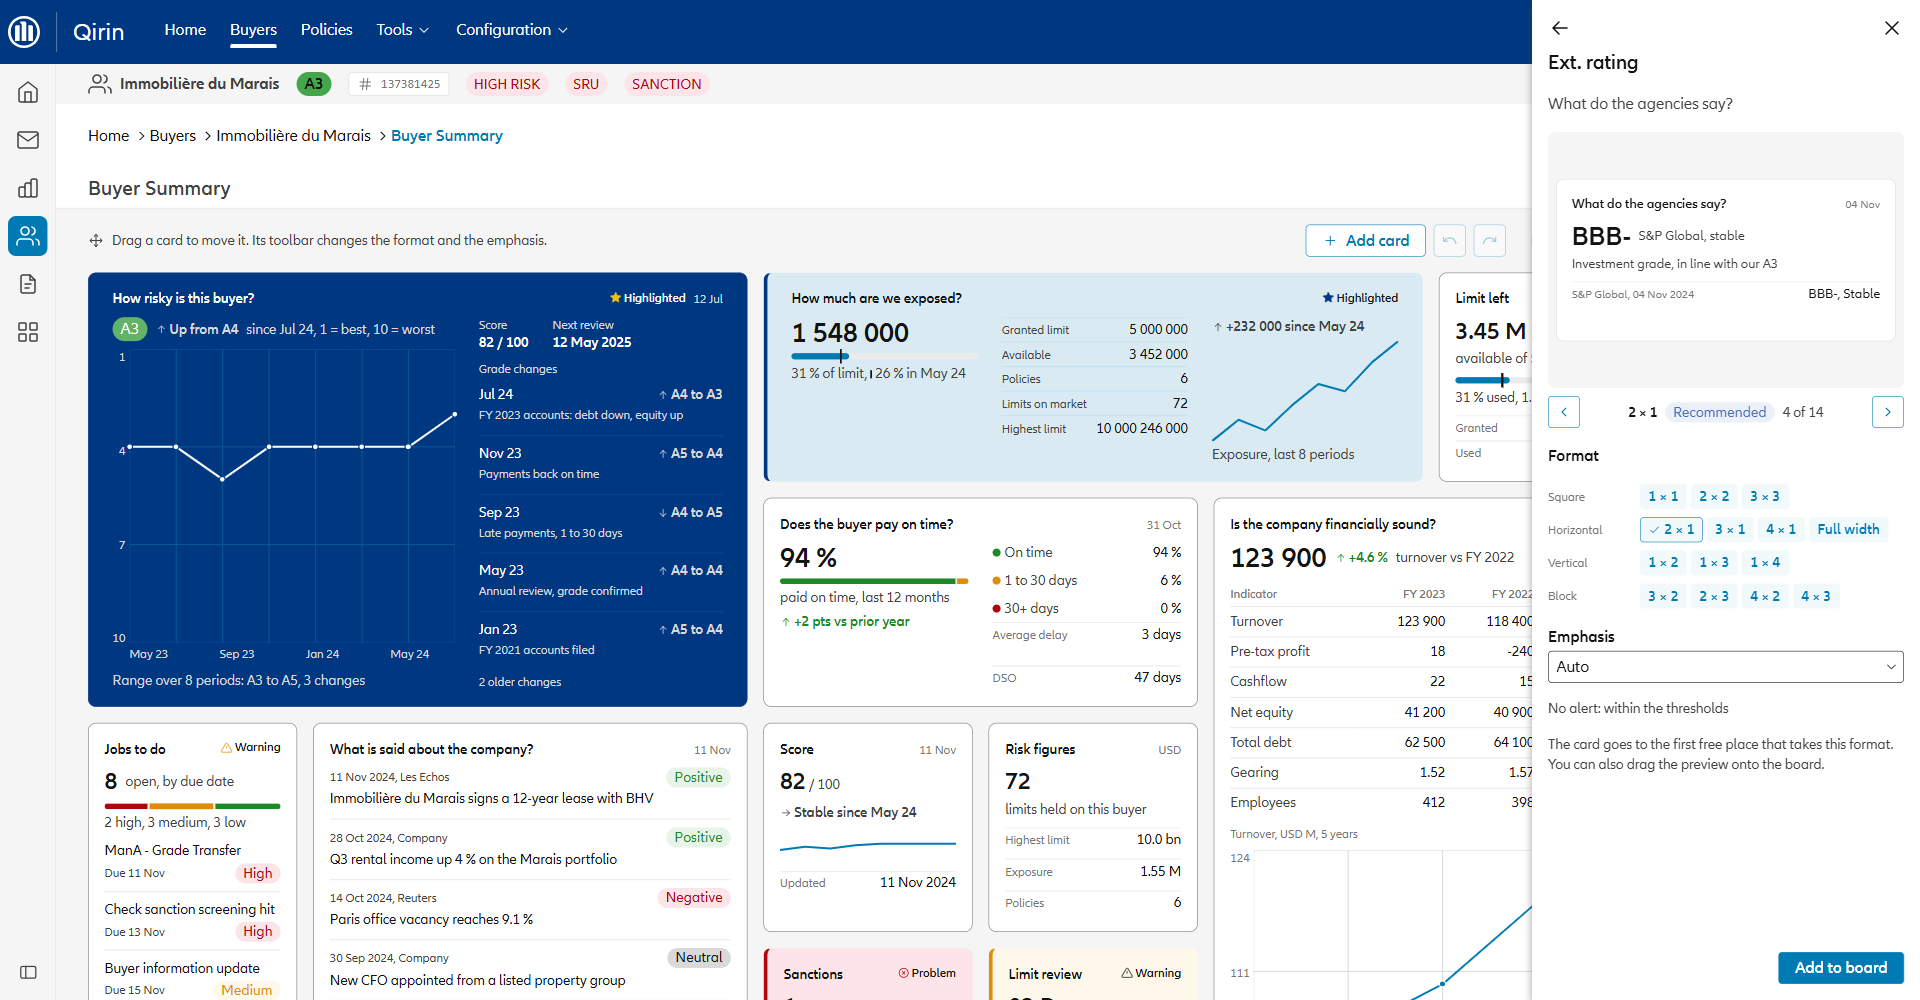 Qirin
Home
Buyers
Policies
Tools
Configuration
Immobilière du Marais
A3
# 137381425
HIGH RISK
SRU
SANCTION
Home > Buyers > Immobilière du Marais > Buyer Summary
Buyer Summary
Drag a card to move it. Its toolbar changes the format and the emphasis.
+ Add card
How risky is this buyer?
Highlighted 12 Jul
A3 ↑ Up from A4 since Jul 24, 1 = best, 10 = worst
1
4
7
10
May 23
Sep 23
Jan 24
May 24
Range over 8 periods: A3 to A5, 3 changes
Score
82 / 100
Next review
12 May 2025
Grade changes
Jul 24 ↑ A4 to A3
FY 2023 accounts: debt down, equity up
Nov 23 ↑ A5 to A4
Payments back on time
Sep 23 ↓ A4 to A5
Late payments, 1 to 30 days
May 23 ↑ A4 to A4
Annual review, grade confirmed
Jan 23 ↑ A5 to A4
FY 2021 accounts filed
2 older changes
How much are we exposed?
Highlighted
1 548 000
31 % of limit, 26 % in May 24
Granted limit 5 000 000
Available 3 452 000
Policies 6
Limits on market 72
Highest limit 10 000 246 000
↑ +232 000 since May 24
Exposure, last 8 periods
Limit left
3.45 M
available of
31 % used, 1.
Granted
Used
Does the buyer pay on time?
31 Oct
94 %
paid on time, last 12 months
↑ +2 pts vs prior year
On time 94 %
1 to 30 days 6 %
30+ days 0 %
Average delay 3 days
DSO 47 days
Is the company financially sound?
123 900 ↑ +4.6 % turnover vs FY 2022
Indicator FY 2023 FY 2022
Turnover 123 900 118 400
Pre-tax profit 18 -240
Cashflow 22 15
Net equity 41 200 40 900
Total debt 62 500 64 100
Gearing 1.52 1.57
Employees 412 398
Turnover, USD M, 5 years
124
111
Jobs to do
Warning
8 open, by due date
2 high, 3 medium, 3 low
ManA - Grade Transfer
Due 11 Nov High
Check sanction screening hit
Due 13 Nov High
Buyer information update
Due 15 Nov Medium
What is said about the company?
11 Nov
11 Nov 2024, Les Echos Positive
Immobilière du Marais signs a 12-year lease with BHV
28 Oct 2024, Company Positive
Q3 rental income up 4 % on the Marais portfolio
14 Oct 2024, Reuters Negative
Paris office vacancy reaches 9.1 %
30 Sep 2024, Company Neutral
New CFO appointed from a listed property group
Score
11 Nov
82 / 100
→ Stable since May 24
Updated 11 Nov 2024
Risk figures
USD
72
limits held on this buyer
Highest limit 10.0 bn
Exposure 1.55 M
Policies 6
Sanctions
Problem
Limit review
Warning
Ext. rating
What do the agencies say?
What do the agencies say? 04 Nov
BBB- S&P Global, stable
Investment grade, in line with our A3
S&P Global, 04 Nov 2024 BBB-, Stable
2 × 1 Recommended 4 of 14
Format
Square 1 × 1 2 × 2 3 × 3
Horizontal 2 × 1 3 × 1 4 × 1 Full width
Vertical 1 × 2 1 × 3 1 × 4
Block 3 × 2 2 × 3 4 × 2 4 × 3
Emphasis
Auto
No alert: within the thresholds
The card goes to the first free place that takes this format.
You can also drag the preview onto the board.
Add to board